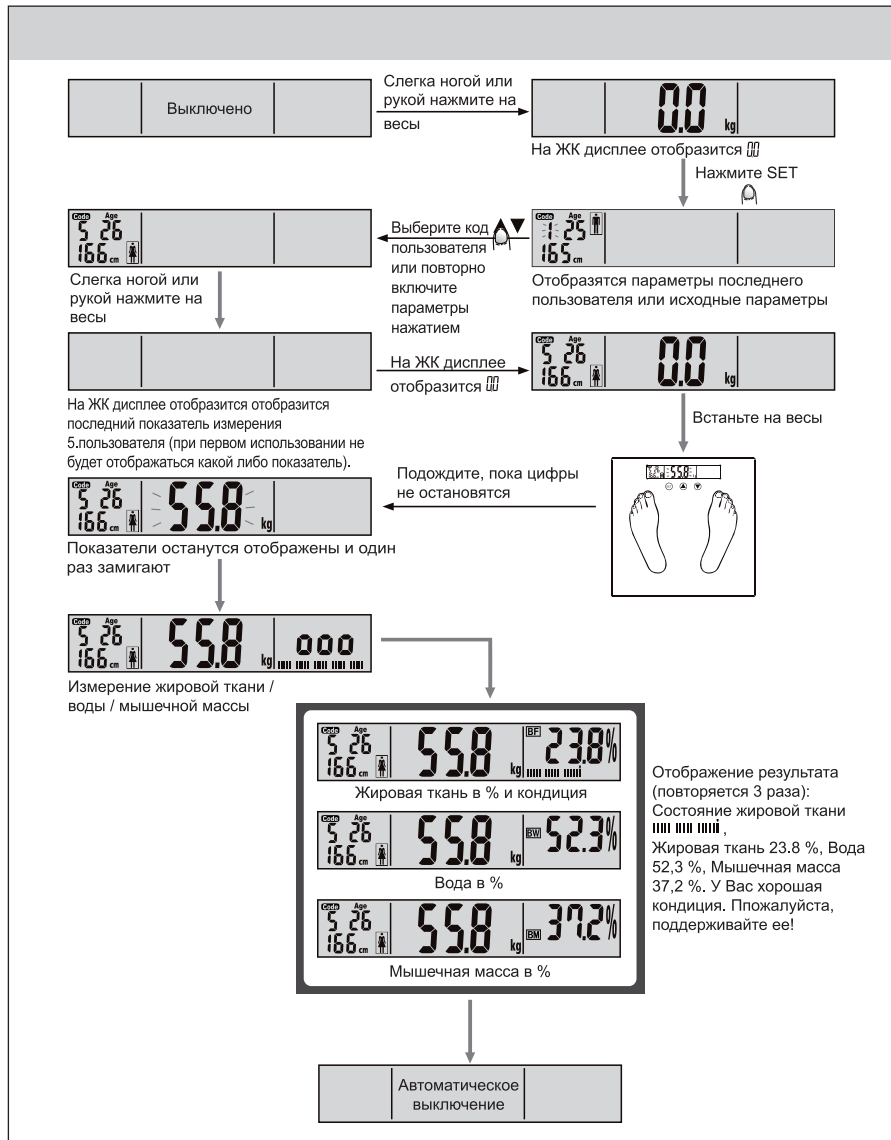 Выключено
Слегка ногой или
рукой нажмите на
весы
0.0 kg
На ЖК дисплее отобразится 0.0
Нажмите SET
Code Age
1 25
165 cm
Отобразятся параметры последнего
пользователя или исходные параметры
Выберите код
пользователя
или повторно
включите
параметры
нажатием
Code Age
5 26
166 cm
Слегка ногой или
рукой нажмите на
весы
На ЖК дисплее
отобразится 0.0
Code Age
5 26
166 cm
0.0 kg
На ЖК дисплее отобразится отобразится
последний показатель измерения
5.пользователя (при первом использовании не
будет отображаться какой либо показатель).
Встаньте на весы
55.8
Подождите, пока цифры
не остановятся
Code Age
5 26
166 cm
55.8 kg
Показатели останутся отображены и один
раз замигают
Code Age
5 26
166 cm
55.8 kg
ooo
Измерение жировой ткани /
воды / мышечной массы
Code Age
5 26
166 cm
55.8 kg
BF 23.8%
Жировая ткань в % и кондиция
Code Age
5 26
166 cm
55.8 kg
BW 52.3%
Вода в %
Code Age
5 26
166 cm
55.8 kg
BM 37.2%
Мышечная масса в %
Отображение результата
(повторяется 3 раза):
Состояние жировой ткани
,
Жировая ткань 23.8 %, Вода
52,3 %, Мышечная масса
37,2 %. У Вас хорошая
кондиция. Ппожалуйста,
поддерживайте ее!
Автоматическое
выключение